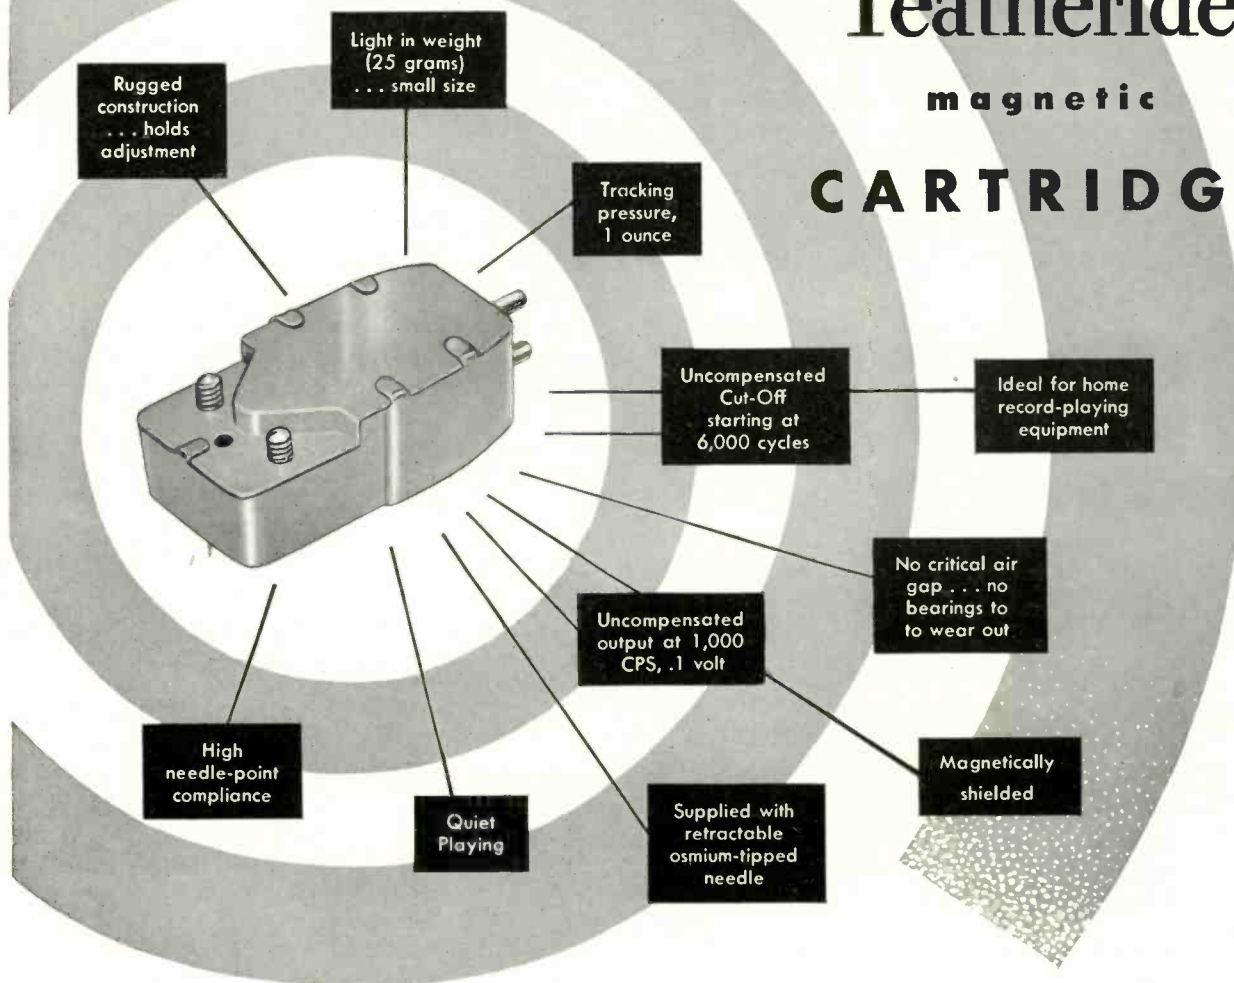 featheride
magnetic
CARTRIDG
Light in weight
(25 grams)
... small size
Rugged
construction
... holds
adjustment
Tracking
pressure,
1 ounce
Uncompensated
Cut-Off
starting at
6,000 cycles
Ideal for home
record-playing
equipment
No critical air
gap ... no
bearings to
to wear out
Uncompensated
output at 1,000
CPS, .1 volt
Magnetically
shielded
High
needle-point
compliance
Quiet
Playing
Supplied with
retractable
osmium-tipped
needle